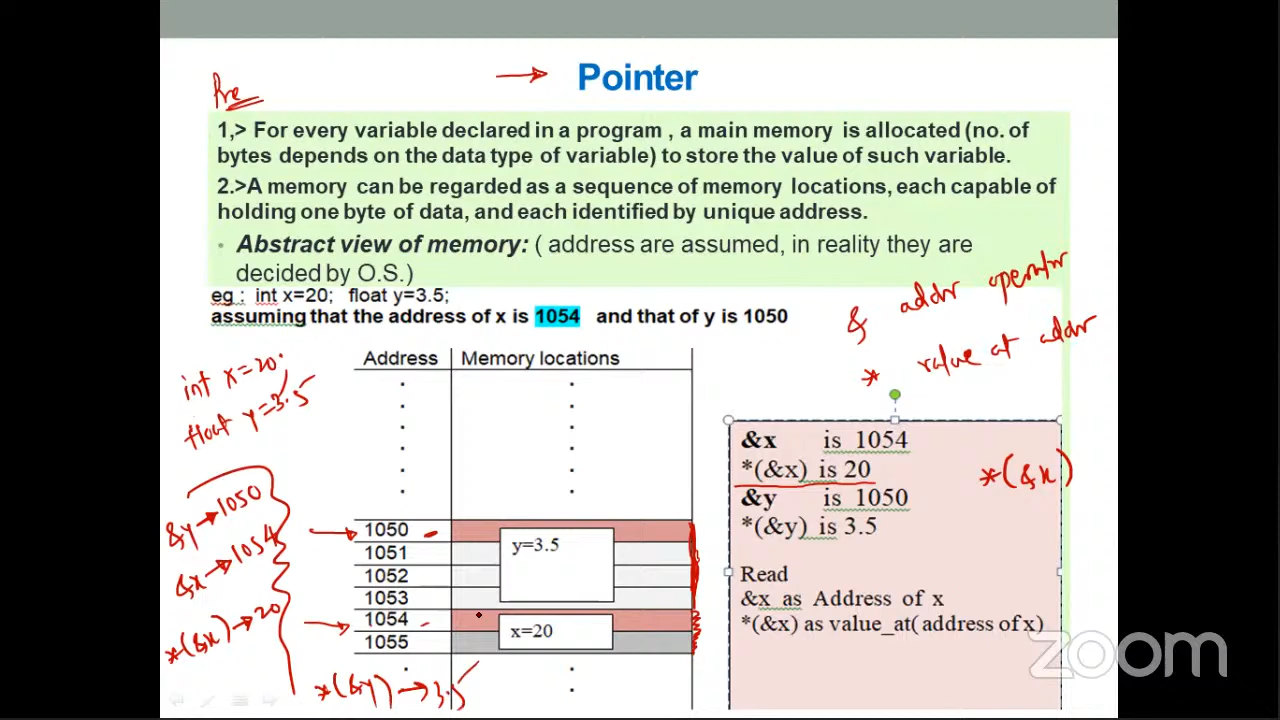 Pointer
Pre
1,> For every variable declared in a program , a main memory is allocated (no. of
bytes depends on the data type of variable) to store the value of such variable.
2.>A memory can be regarded as a sequence of memory locations, each capable of
holding one byte of data, and each identified by unique address.
• Abstract view of memory: ( address are assumed, in reality they are
decided by O.S.)
eg : int x=20; float y=3.5;
assuming that the address of x is 1054 and that of y is 1050
& addr operator
* value at addr
int x=20;
float y=3.5
Address Memory locations
1050
1051
1052
1053
1054
1055
y=3.5
x=20
&y→1050
&x→1054
*(&x)→20
*(&y)→3.5
&x is 1054
*(&x) is 20
&y is 1050
*(&y) is 3.5
*(&x)
Read
&x as Address of x
*(&x) as value_at( address of x)
zoom